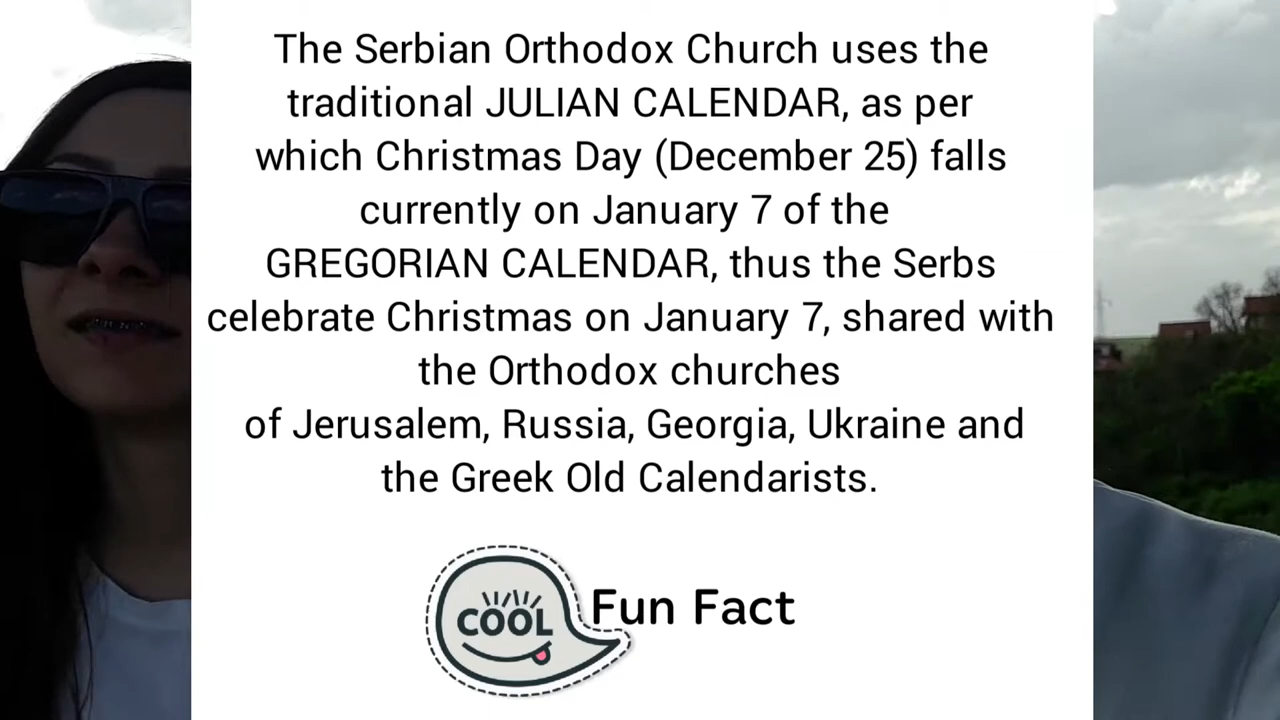 The Serbian Orthodox Church uses the
traditional JULIAN CALENDAR, as per
which Christmas Day (December 25) falls
currently on January 7 of the
GREGORIAN CALENDAR, thus the Serbs
celebrate Christmas on January 7, shared with
the Orthodox churches
of Jerusalem, Russia, Georgia, Ukraine and
the Greek Old Calendarists.
COOL
Fun Fact